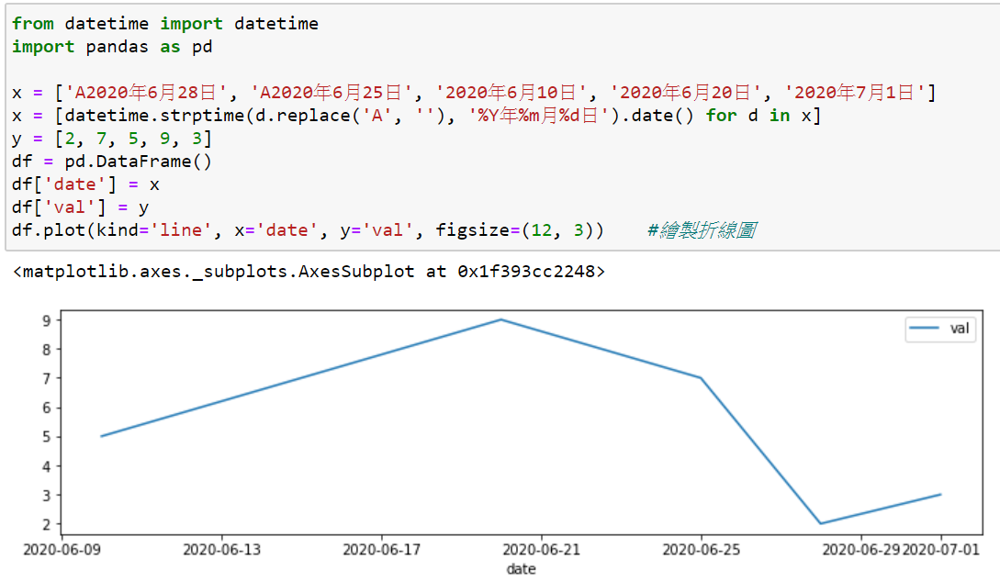 from datetime import datetime
import pandas as pd
x = ['A2020年6月28日', 'A2020年6月25日', '2020年6月10日', '2020年6月20日', '2020年7月1日']
x = [datetime.strptime(d.replace('A', ''), '%Y年%m月%d日').date() for d in x]
y = [2, 7, 5, 9, 3]
df = pd.DataFrame()
df['date'] = x
df['val'] = y
df.plot(kind='line', x='date', y='val', figsize=(12, 3))    #繪製折線圖
<matplotlib.axes._subplots.AxesSubplot at 0x1f393cc2248>
val
9
8
7
6
5
4
3
2
2020-06-09 2020-06-13 2020-06-17 2020-06-21 2020-06-25 2020-06-29 2020-07-01
date